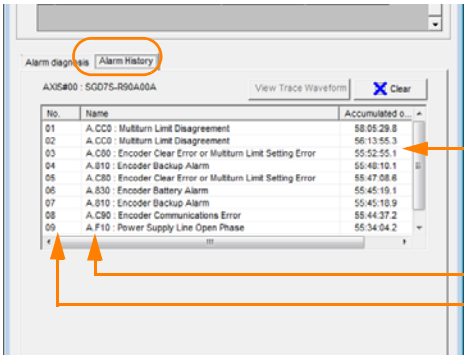 Alarm diagnosis Alarm History
AXIS#00 : SGD7S-R90A00A View Trace Waveform Clear
No. Name Accumulated o...
01 A.CC0 : Multiturn Limit Disagreement 58:05:29.8
02 A.CC0 : Multiturn Limit Disagreement 56:13:55.3
03 A.C80 : Encoder Clear Error or Multiturn Limit Setting Error 55:52:55.1
04 A.810 : Encoder Backup Alarm 55:48:10.1
05 A.C80 : Encoder Clear Error or Multiturn Limit Setting Error 55:47:08.6
06 A.830 : Encoder Battery Alarm 55:45:19.1
07 A.810 : Encoder Backup Alarm 55:45:18.9
08 A.C90 : Encoder Communications Error 55:44:37.2
09 A.F10 : Power Supply Line Open Phase 55:34:04.2